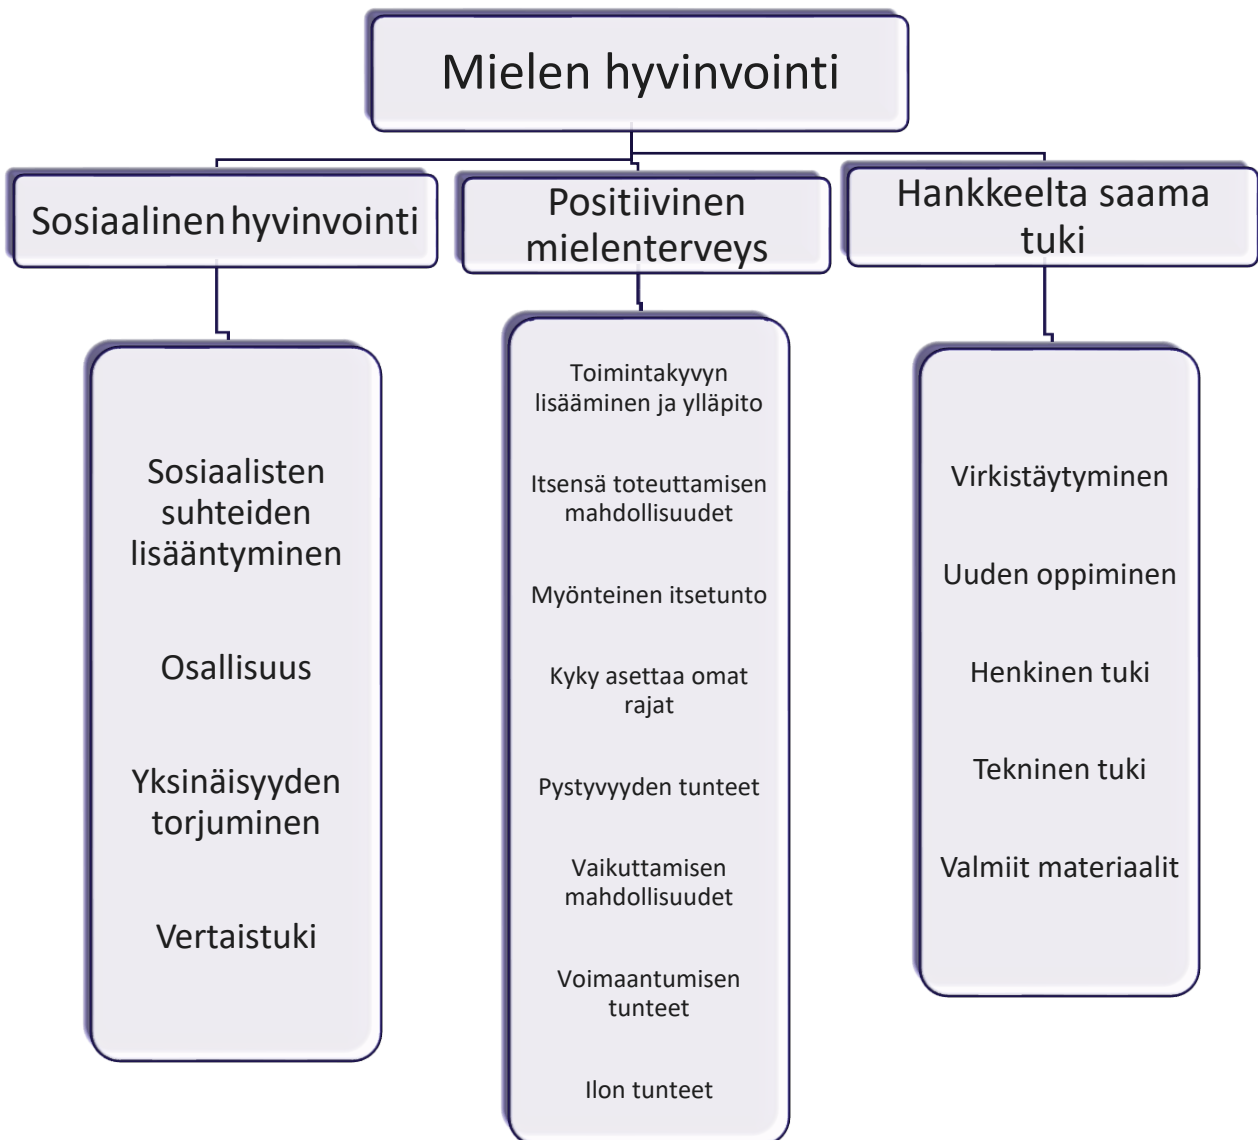 Mielen hyvinvointi
Sosiaalinen hyvinvointi
Positiivinen
mielenterveys
Hankkeelta saama
tuki
Sosiaalisten
suhteiden
lisääntyminen
Osallisuus
Yksinäisyyden
torjuminen
Vertaistuki
Toimintakyvyn
lisääminen ja ylläpito
Itsensä toteuttamisen
mahdollisuudet
Myönteinen itsetunto
Kyky asettaa omat
rajat
Pystyvyyden tunteet
Vaikuttamisen
mahdollisuudet
Voimaantumisen
tunteet
Ilon tunteet
Virkistäytyminen
Uuden oppiminen
Henkinen tuki
Tekninen tuki
Valmiit materiaalit